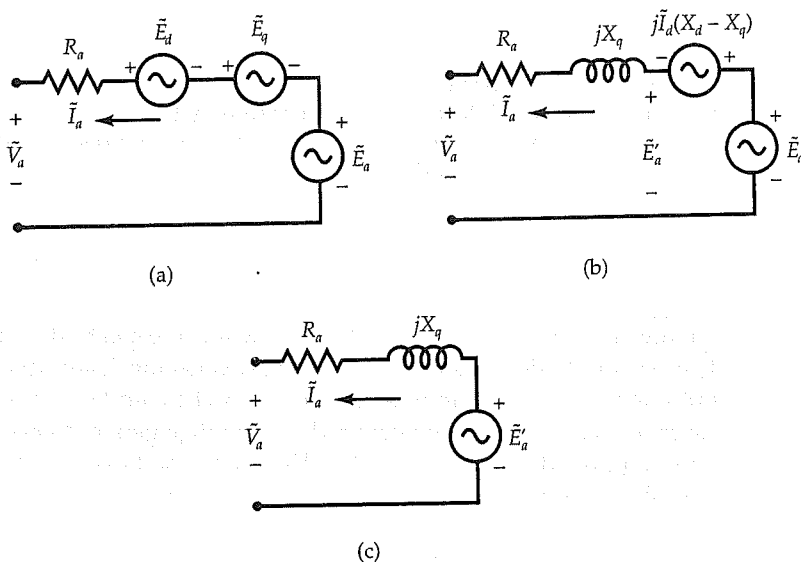 R_a
+ Ẽ_d −
+ Ẽ_q −
Ĩ_a
+
Ṽ_a
−
+
Ẽ_a
−
(a)
R_a
jX_q
jĨ_d(X_d − X_q)
− +
Ĩ_a
+
Ṽ_a
−
+
Ẽ′_a
−
+
−
(b)
R_a
jX_q
Ĩ_a
+
Ṽ_a
−
+
Ẽ′_a
−
(c)